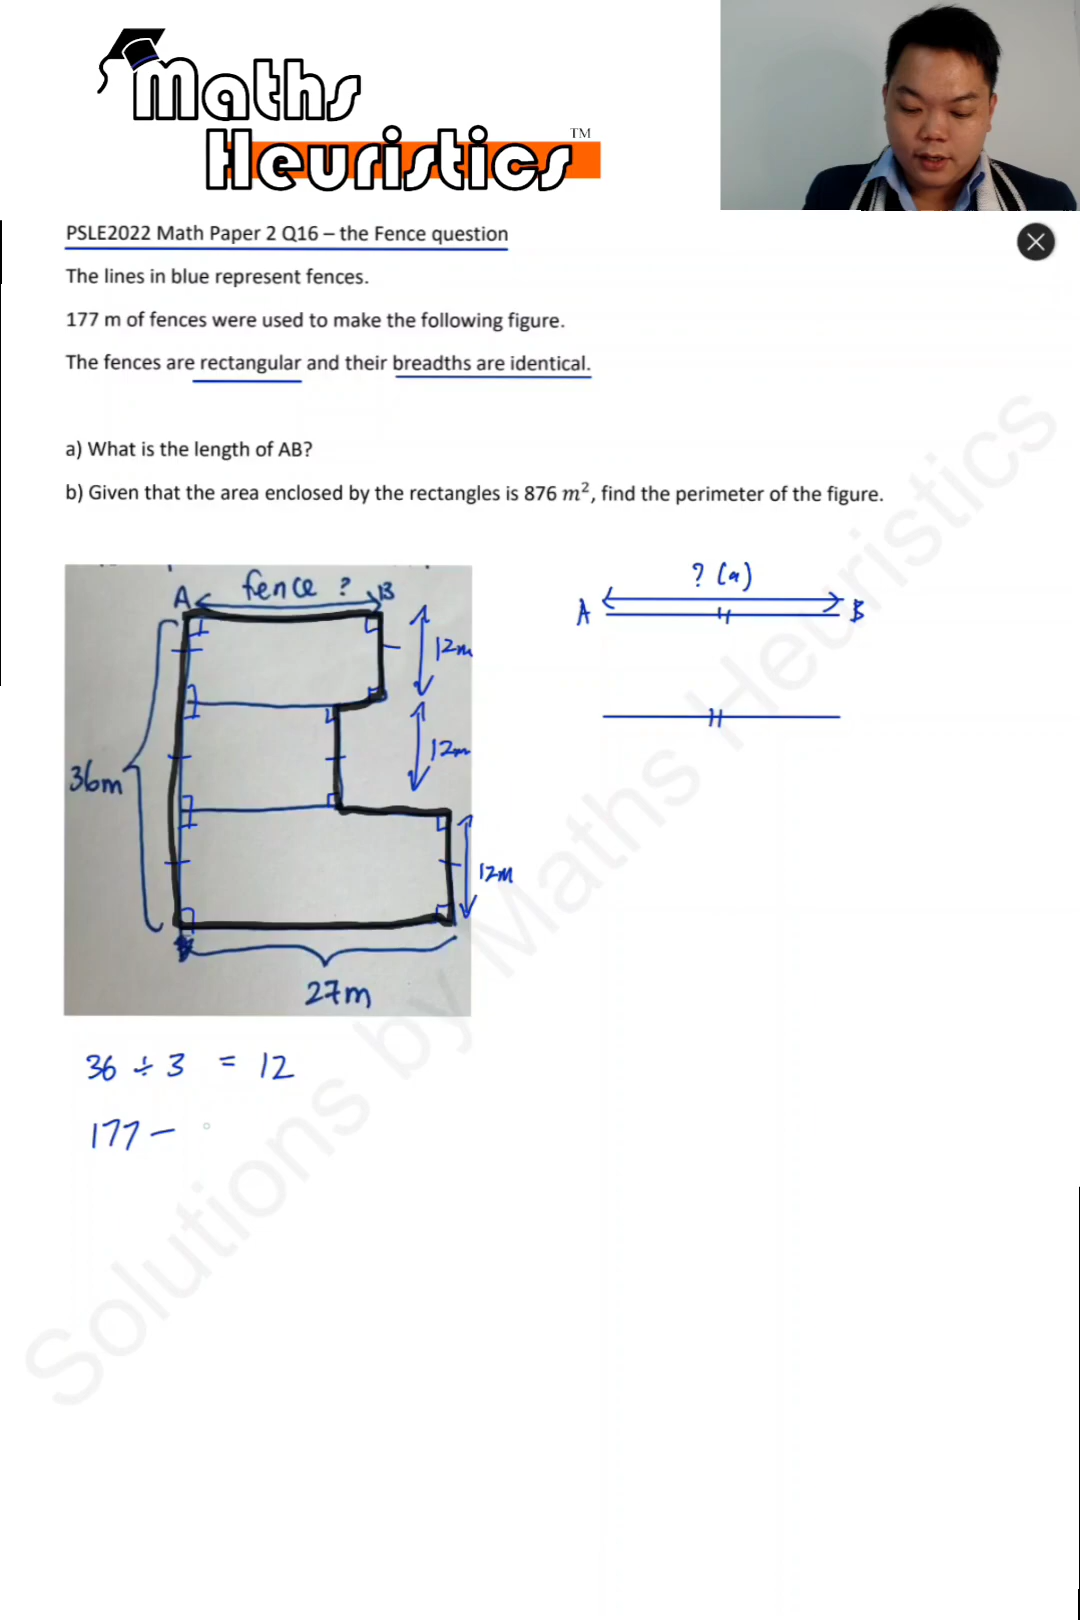 Maths
Heuristics™
PSLE2022 Math Paper 2 Q16 – the Fence question
The lines in blue represent fences.
177 m of fences were used to make the following figure.
The fences are rectangular and their breadths are identical.
a) What is the length of AB?
b) Given that the area enclosed by the rectangles is 876 m², find the perimeter of the figure.
A fence ? B
12m
12m
36m
12m
27m
? (a)
A B
36 ÷ 3 = 12
177 –
Solutions by Maths Heuristics